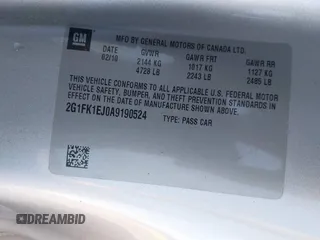 GM
MFD BY GENERAL MOTORS OF CANADA LTD.
DATE GVWR GAWR FRT GAWR RR
02/10 2144 KG 1017 KG 1127 KG
4728 LB 2243 LB 2485 LB
THIS VEHICLE CONFORMS TO ALL APPLICABLE U.S. FEDERAL MOTOR
VEHICLE SAFETY, BUMPER, AND THEFT PREVENTION STANDARDS
IN EFFECT ON THE DATE OF MANUFACTURE SHOWN ABOVE.
2G1FK1EJ0A9190524
TYPE: PASS CAR
DREAMBID
DREAMBID.COM